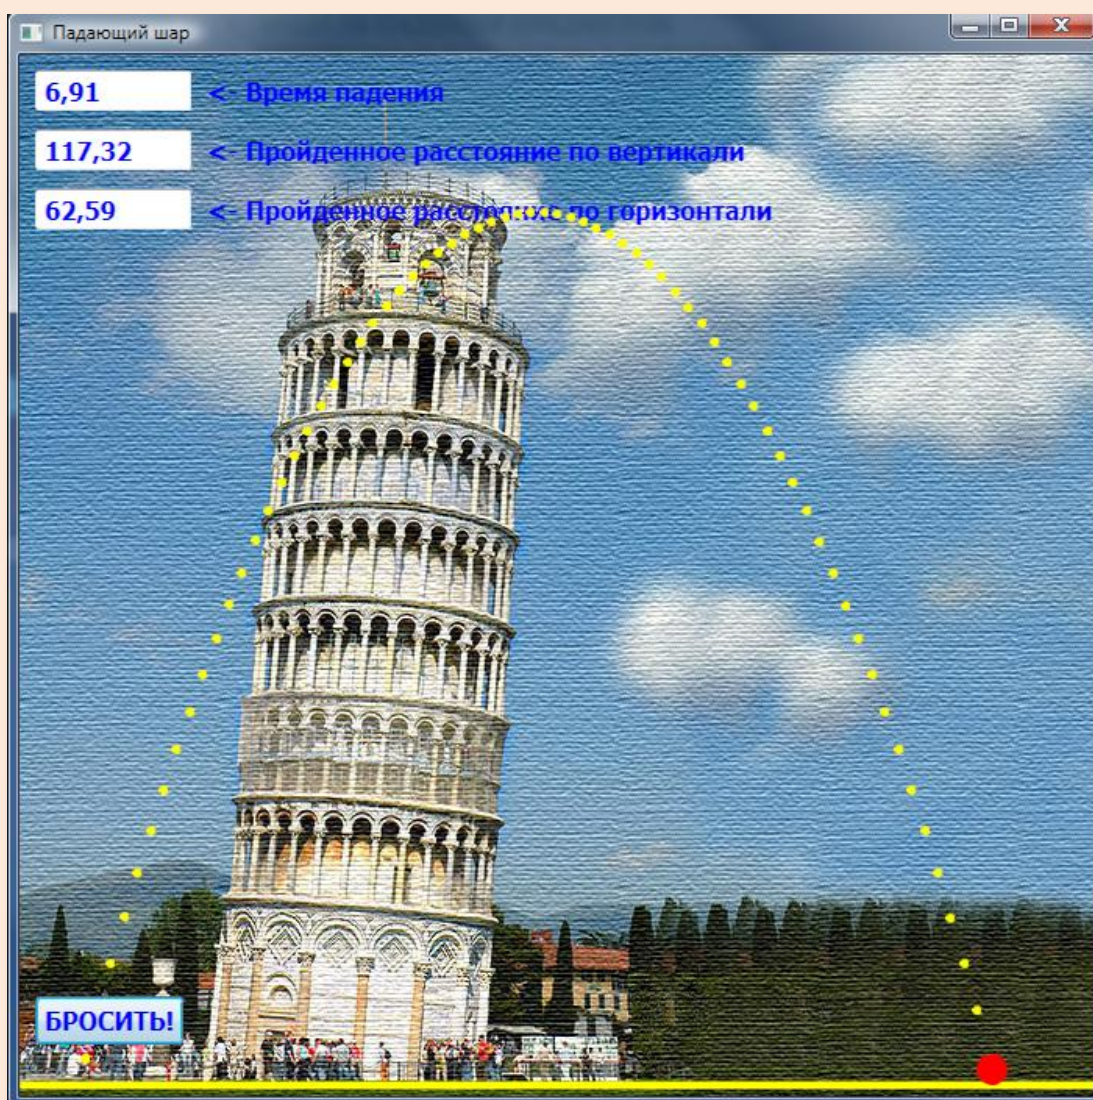 Падающий шар
6,91 <- Время падения
117,32 <- Пройденное расстояние по вертикали
62,59 <- Пройденное расстояние по горизонтали
БРОСИТЬ!